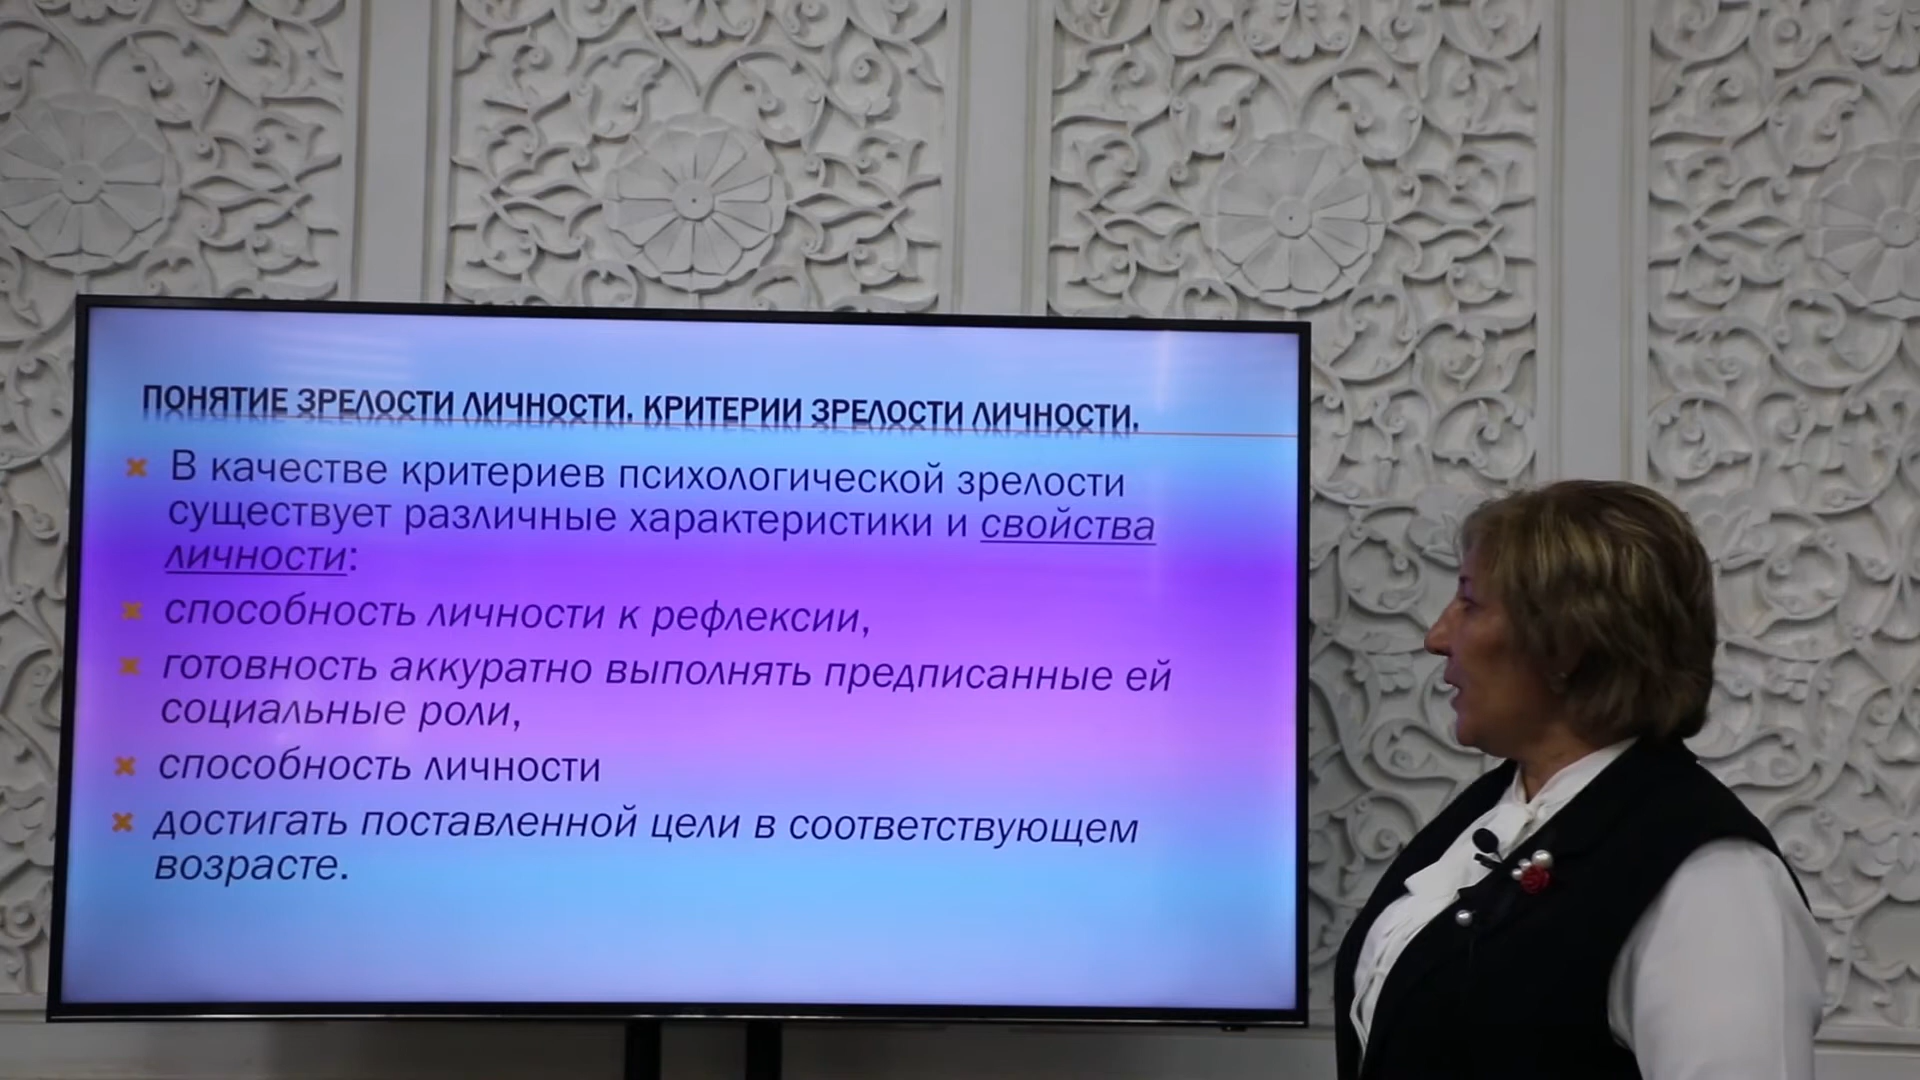 ПОНЯТИЕ ЗРЕЛОСТИ ЛИЧНОСТИ. КРИТЕРИИ ЗРЕЛОСТИ ЛИЧНОСТИ.
В качестве критериев психологической зрелости
существует различные характеристики и свойства
личности:
способность личности к рефлексии,
готовность аккуратно выполнять предписанные ей
социальные роли,
способность личности
достигать поставленной цели в соответствующем
возрасте.